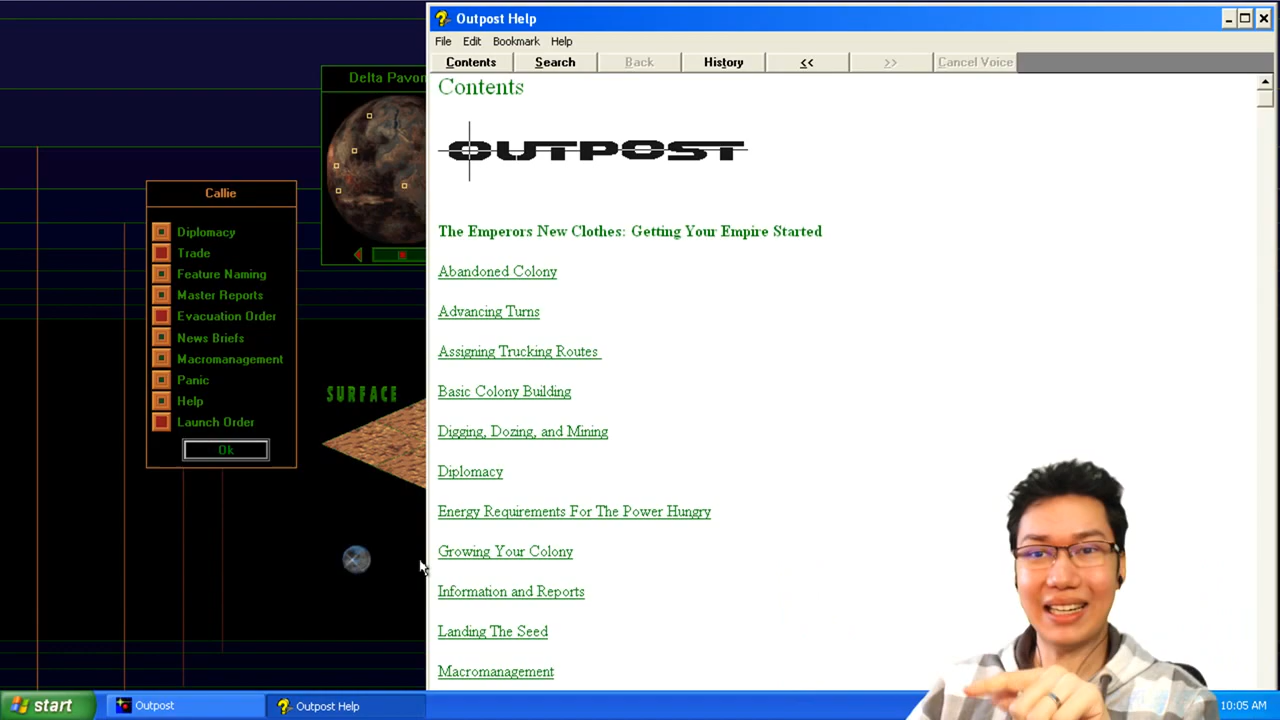 Outpost Help
File Edit Bookmark Help
Contents Search Back History << >> Cancel Voice
Contents
OUTPOST
The Emperors New Clothes: Getting Your Empire Started
Abandoned Colony
Advancing Turns
Assigning Trucking Routes
Basic Colony Building
Digging, Dozing, and Mining
Diplomacy
Energy Requirements For The Power Hungry
Growing Your Colony
Information and Reports
Landing The Seed
Macromanagement
Delta Pavon
Callie
Diplomacy
Trade
Feature Naming
Master Reports
Evacuation Order
News Briefs
Macromanagement
Panic
Help
Launch Order
Ok
SURFACE
start Outpost Outpost Help 10:05 AM